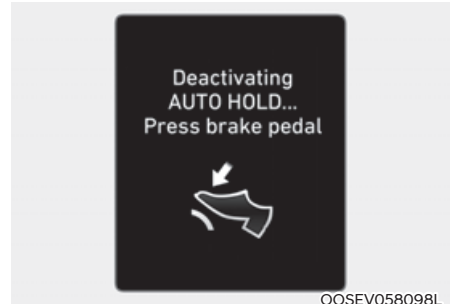 Deactivating
AUTO HOLD...
Press brake pedal
OOSEV058098L